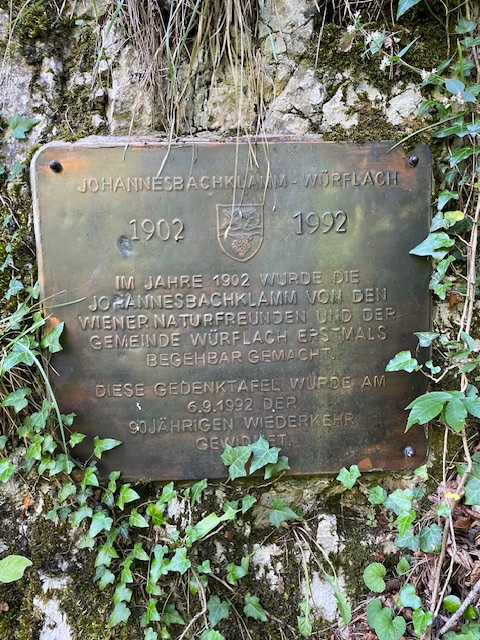 JOHANNESBACHKLAMM - WÜRFLACH
1902 1992
IM JAHRE 1902 WURDE DIE
JOHANNESBACHKLAMM VON DEN
WIENER NATURFREUNDEN UND DER
GEMEINDE WÜRFLACH ERSTMALS
BEGEHBAR GEMACHT.
DIESE GEDENKTAFEL WURDE AM
6.9.1992 DER
90JÄHRIGEN WIEDERKEHR
GEWIDMET.